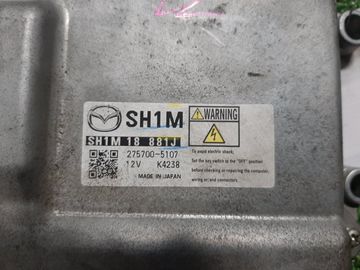 SH1M
SH1M 18 881J
275700-5107
12V K4238
MADE IN JAPAN
WARNING
To avoid electric shock;
Set the key switch to the "OFF" position
before checking or repairing the computer,
wiring and connectors.